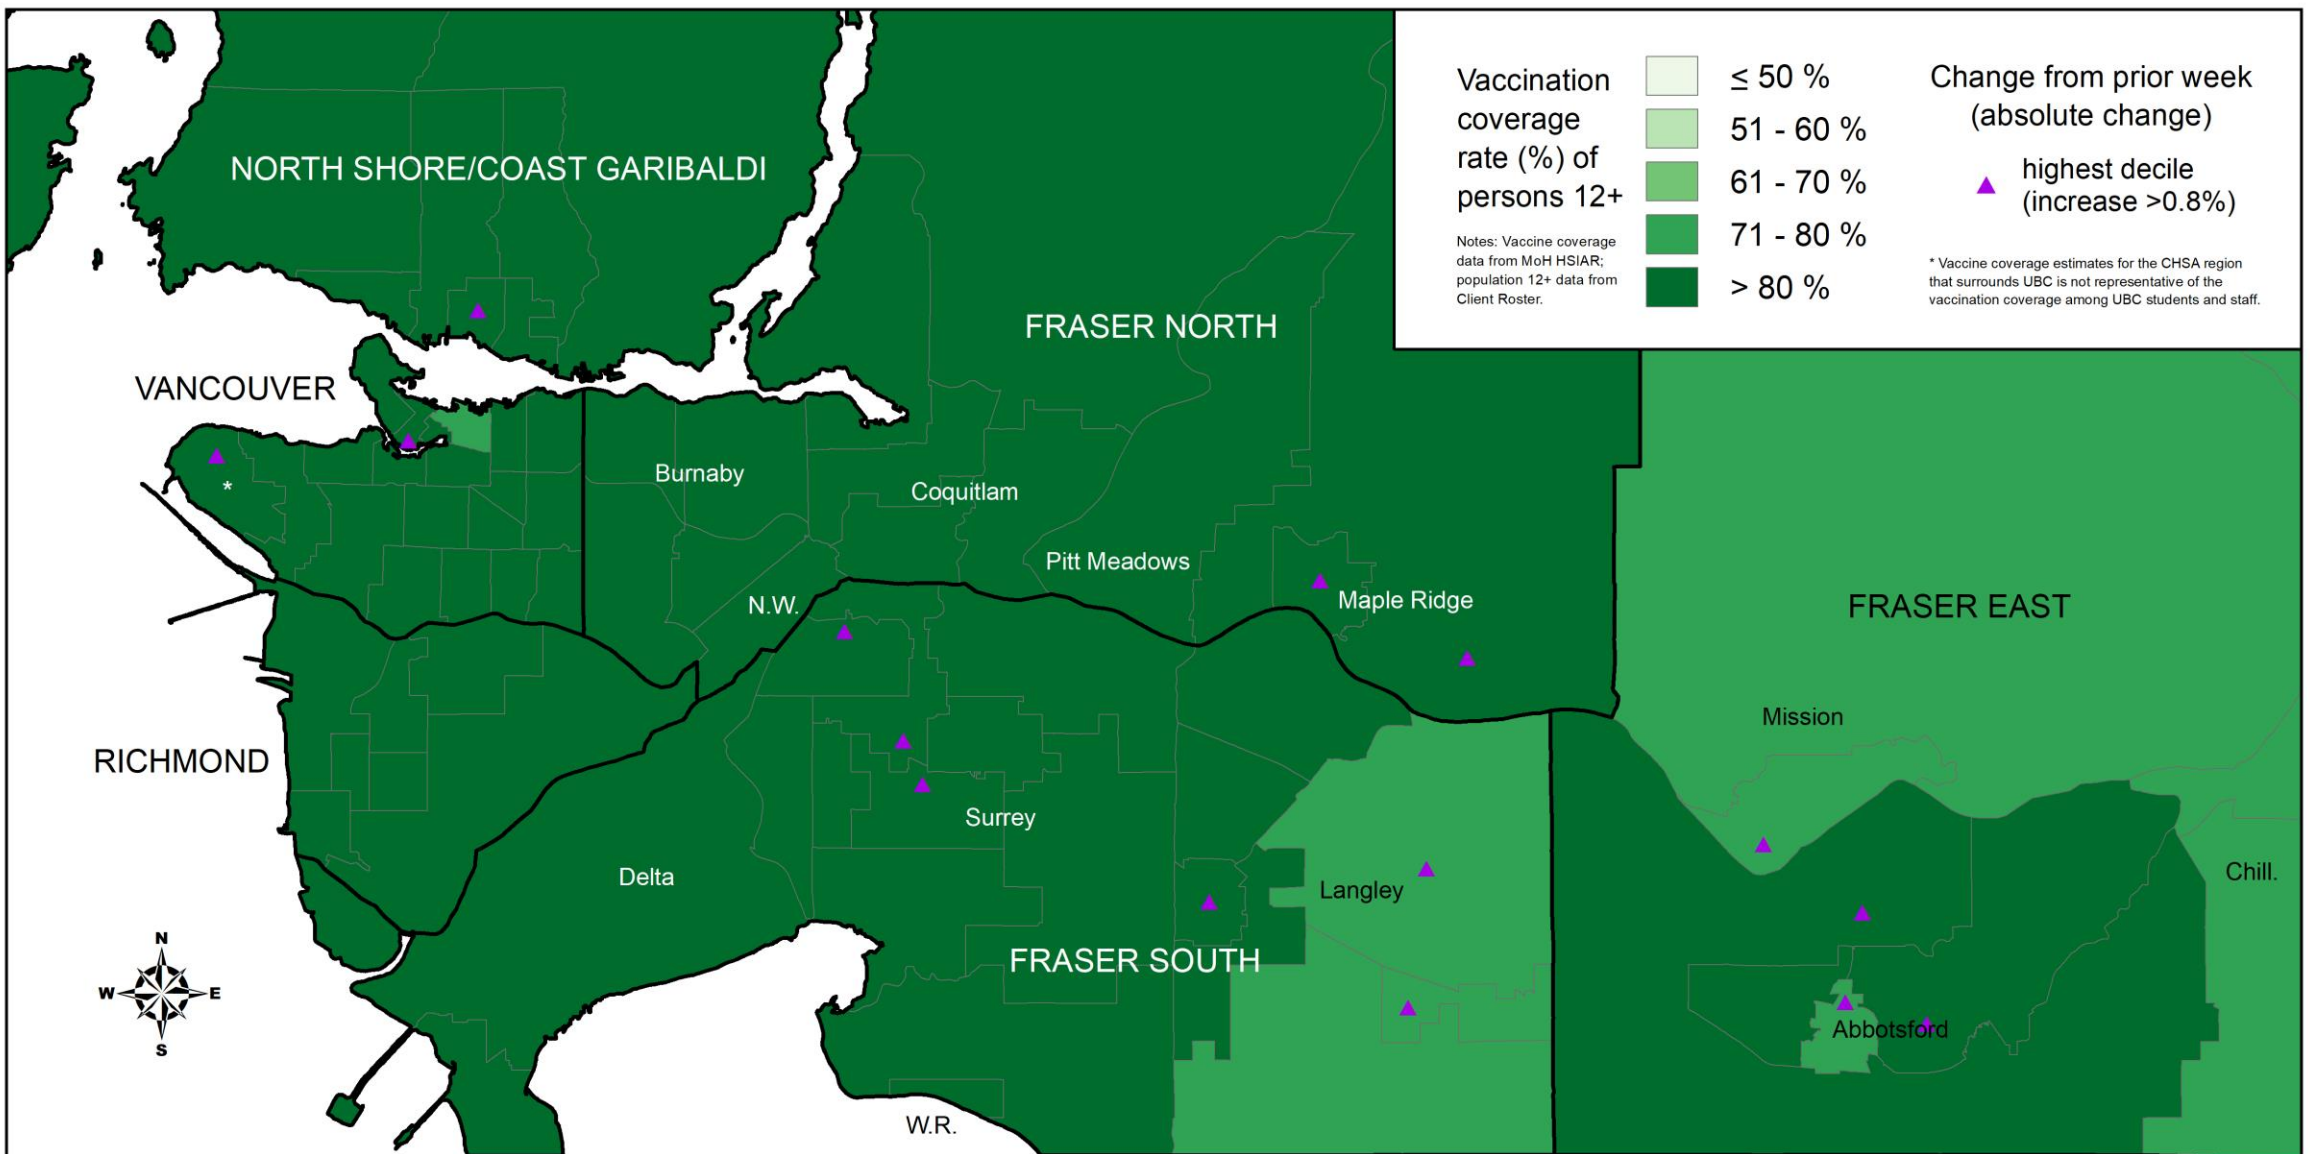 Vaccination
coverage
rate (%) of
persons 12+
Notes: Vaccine coverage
data from MoH HSIAR;
population 12+ data from
Client Roster.
≤ 50 %
51 - 60 %
61 - 70 %
71 - 80 %
> 80 %
Change from prior week
(absolute change)
highest decile
(increase >0.8%)
* Vaccine coverage estimates for the CHSA region
that surrounds UBC is not representative of the
vaccination coverage among UBC students and staff.
NORTH SHORE/COAST GARIBALDI
FRASER NORTH
VANCOUVER
*
Burnaby
Coquitlam
Pitt Meadows
N.W.
Maple Ridge
FRASER EAST
Mission
RICHMOND
Surrey
Delta
Langley
Chill.
FRASER SOUTH
Abbotsford
W.R.
N
W
E
S